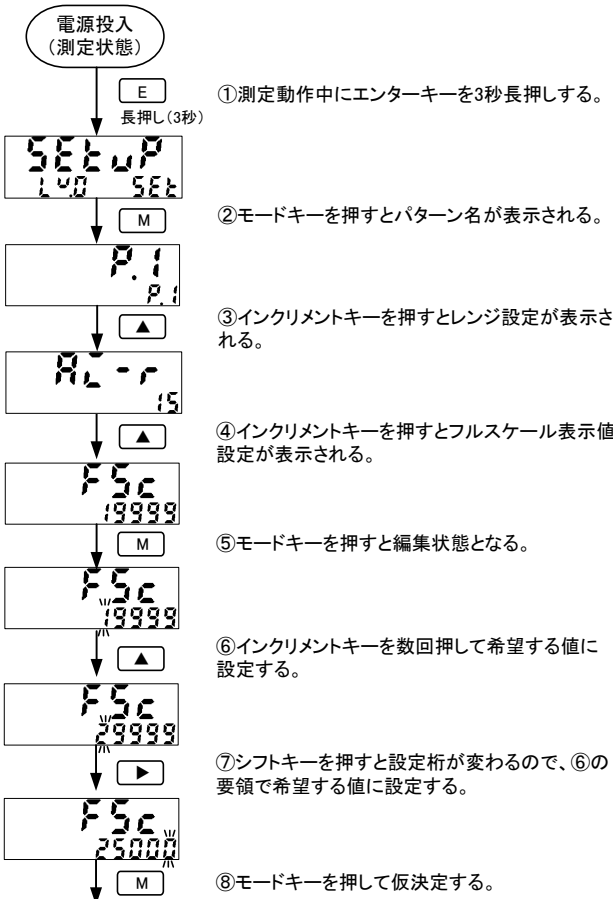 電源投入
(測定状態)
E
長押し(3秒)
①測定動作中にエンターキーを3秒長押しする。
SEtuP
Lv.0 SEt
M
②モードキーを押すとパターン名が表示される。
P.1
P.1
▲
③インクリメントキーを押すとレンジ設定が表示さ
れる。
Ai-r
15
▲
④インクリメントキーを押すとフルスケール表示値
設定が表示される。
FSc
19999
M
⑤モードキーを押すと編集状態となる。
FSc
19999
▲
⑥インクリメントキーを数回押して希望する値に
設定する。
FSc
29999
▶
⑦シフトキーを押すと設定桁が変わるので、⑥の
要領で希望する値に設定する。
FSc
25000
M
⑧モードキーを押して仮決定する。